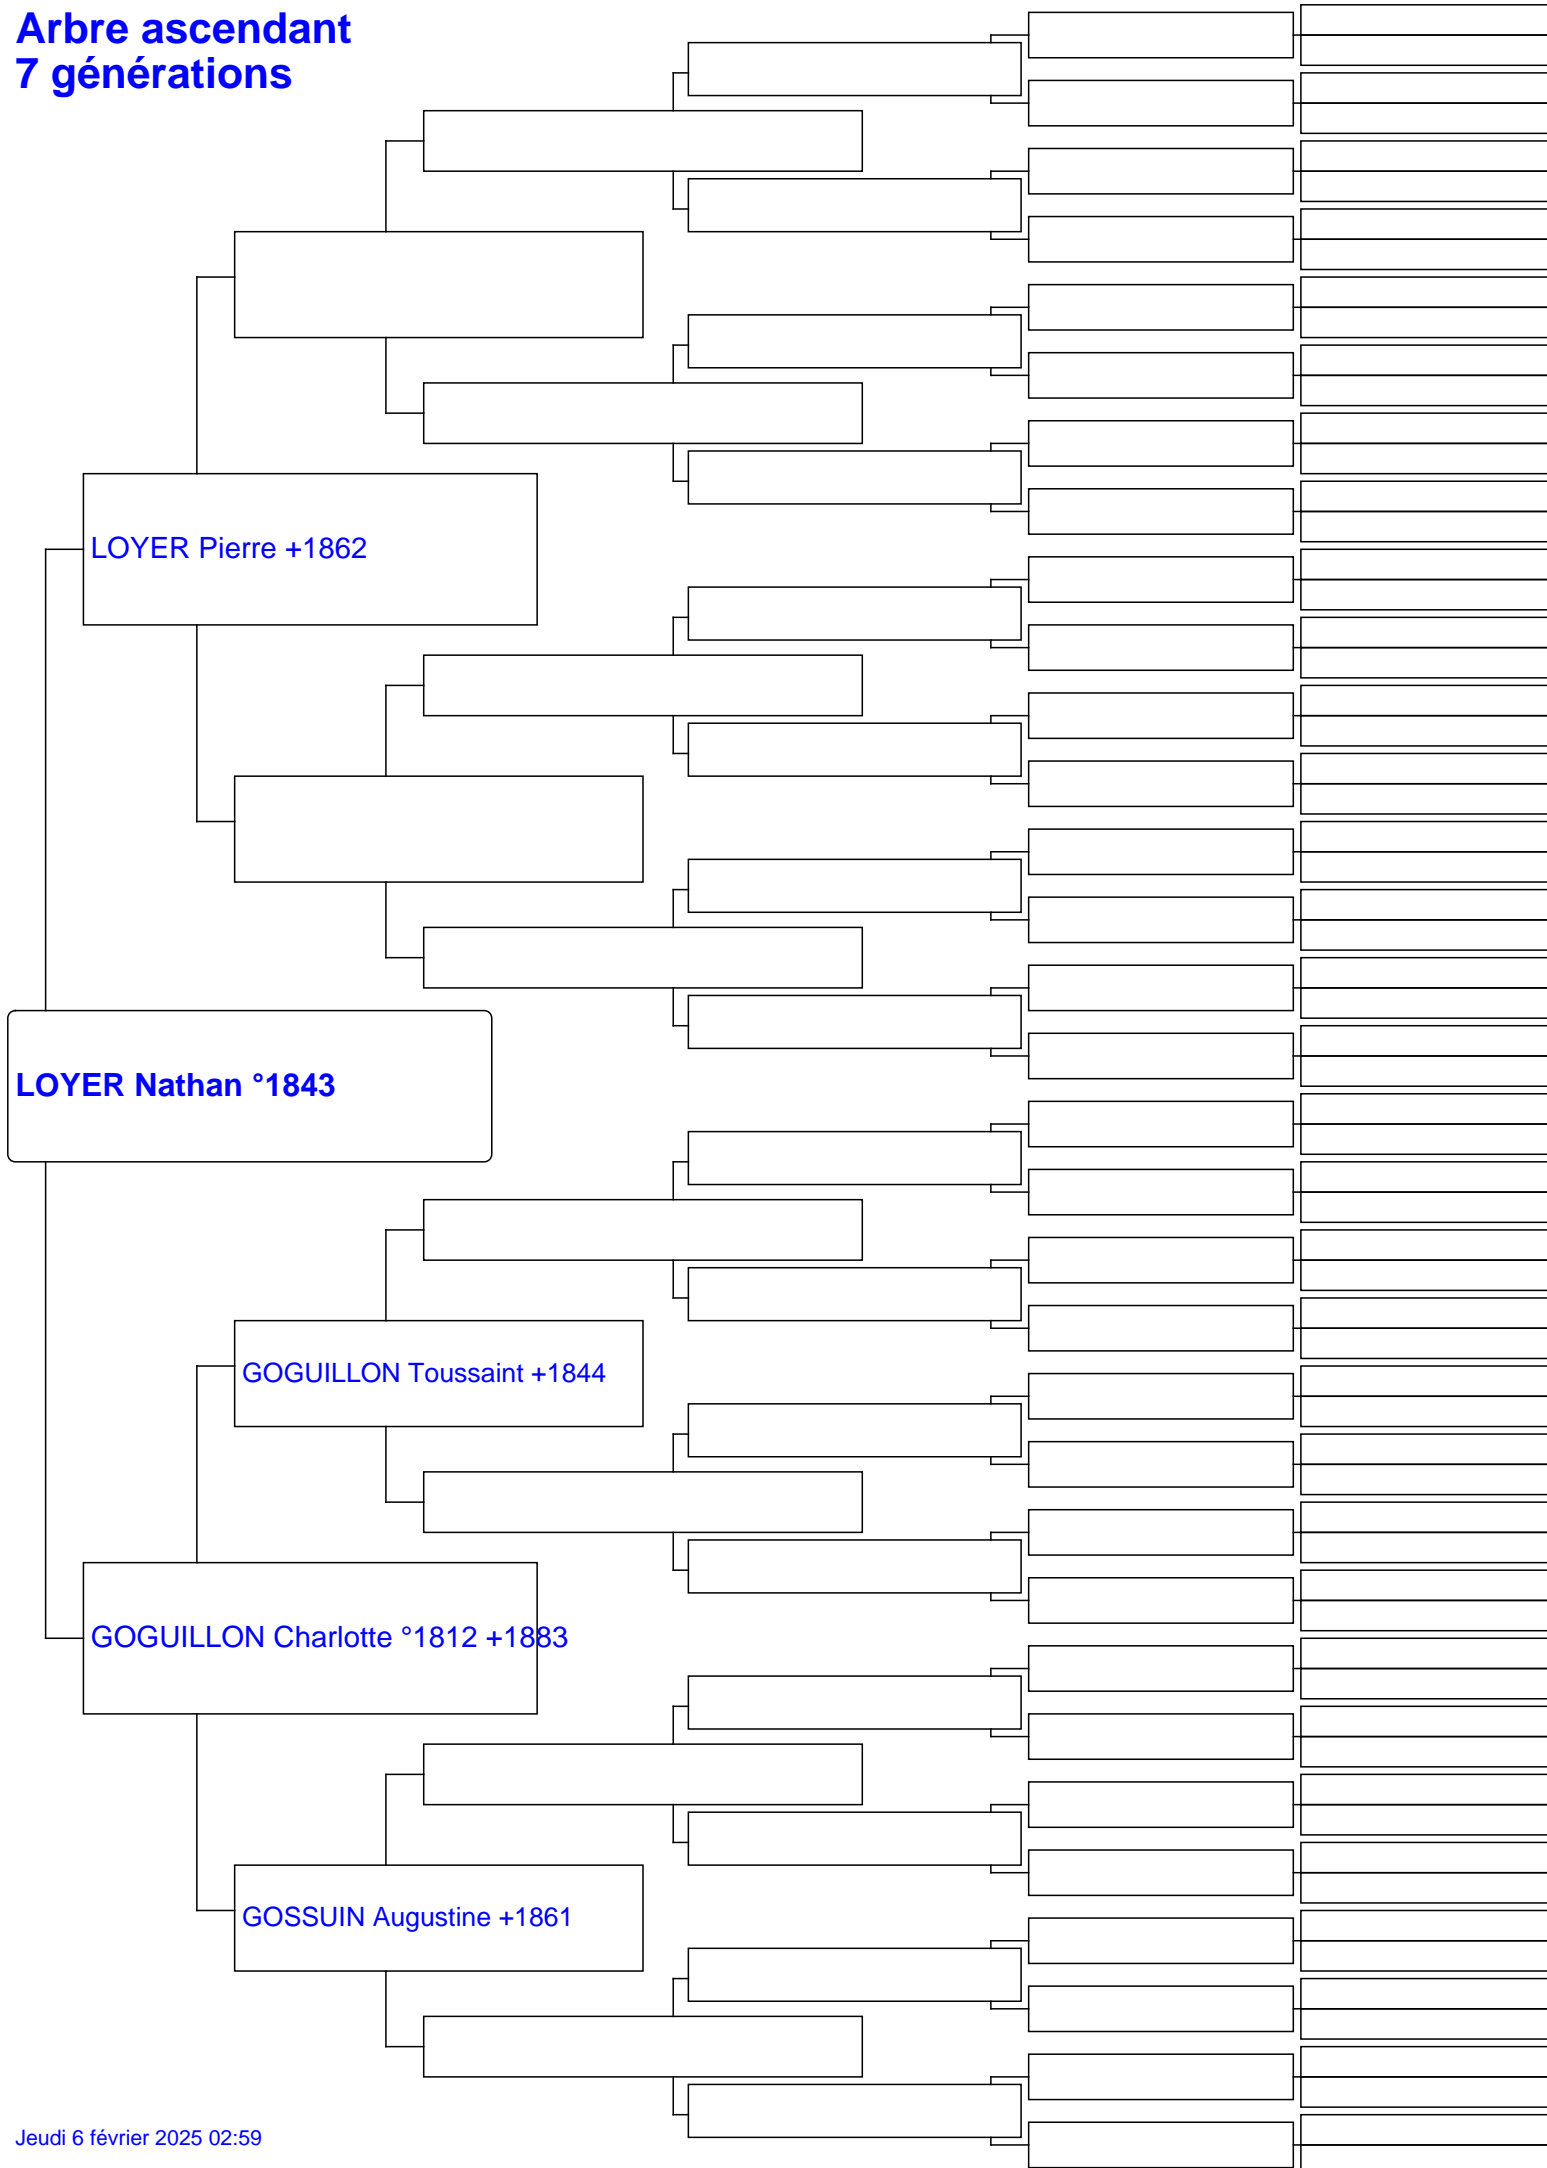 Arbre ascendant
7 générations
LOYER Pierre +1862
LOYER Nathan °1843
GOGUILLON Toussaint +1844
GOGUILLON Charlotte °1812 +1883
GOSSUIN Augustine +1861
Jeudi 6 février 2025 02:59